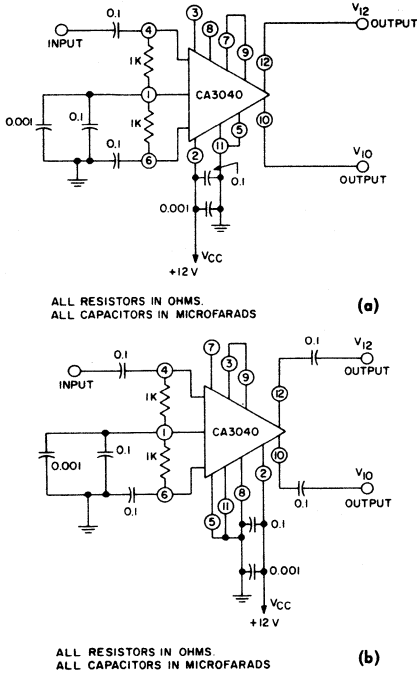 V12
OUTPUT
0.1
INPUT
4
3
8
7
9
12
1K
0.001
0.1
1
CA3040
0.1
1K
5
10
6
2
11
V10
OUTPUT
0.1
0.001
VCC
+12V
ALL RESISTORS IN OHMS.
ALL CAPACITORS IN MICROFARADS
(a)
7
0.1
V12
OUTPUT
0.1
INPUT
4
3
9
12
1K
1
CA3040
0.001
0.1
1K
10
2
V10
OUTPUT
0.1
6
0.1
5
11
8
0.1
0.001
VCC
+12V
ALL RESISTORS IN OHMS.
ALL CAPACITORS IN MICROFARADS
(b)